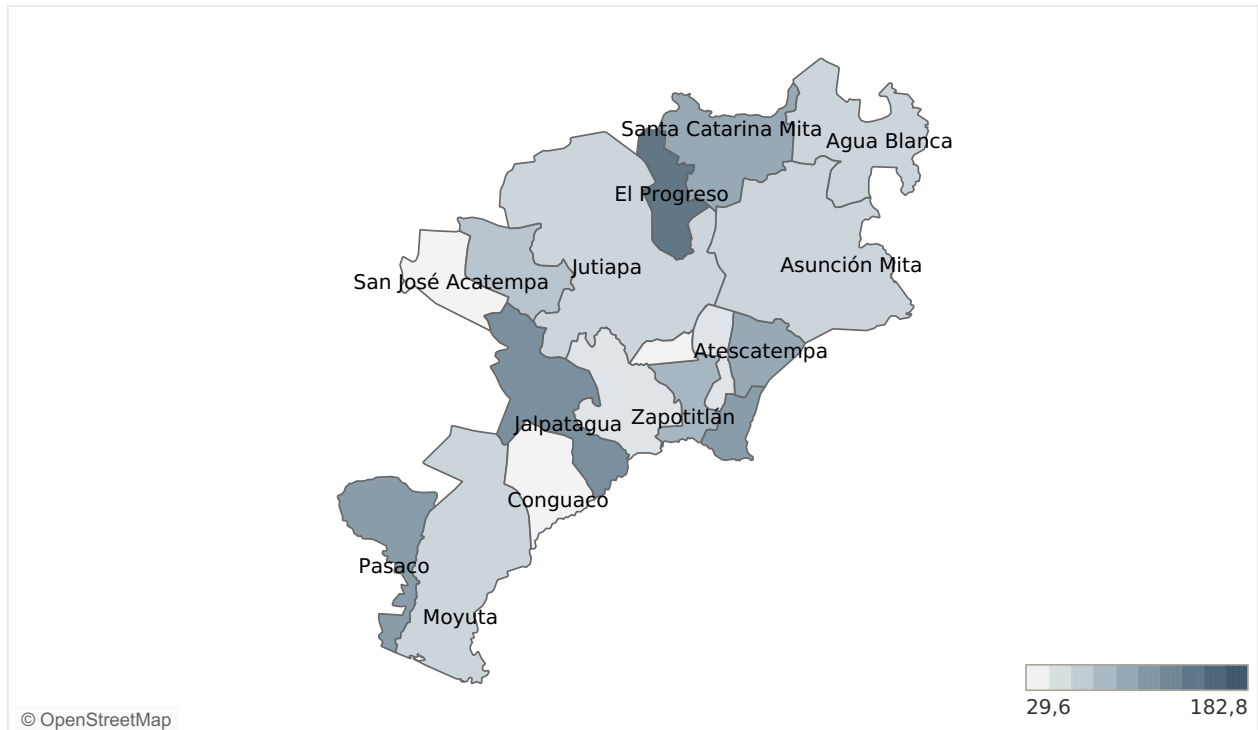 Santa Catarina Mita
Agua Blanca
El Progreso
Asunción Mita
Jutiapa
San José Acatempa
Atescatempa
Zapotitlán
Jalpatagua
Conguaco
Pasaco
Moyuta
29,6
182,8
© OpenStreetMap